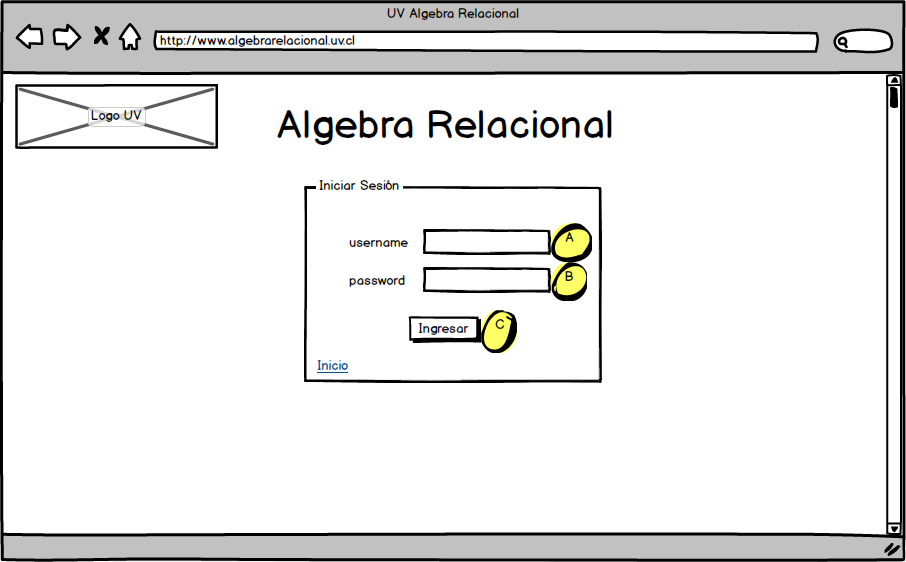 UV Algebra Relacional
http://www.algebrarelacional.uv.cl
Logo UV
Algebra Relacional
Iniciar Sesión
username
A
password
B
Ingresar
C
Inicio